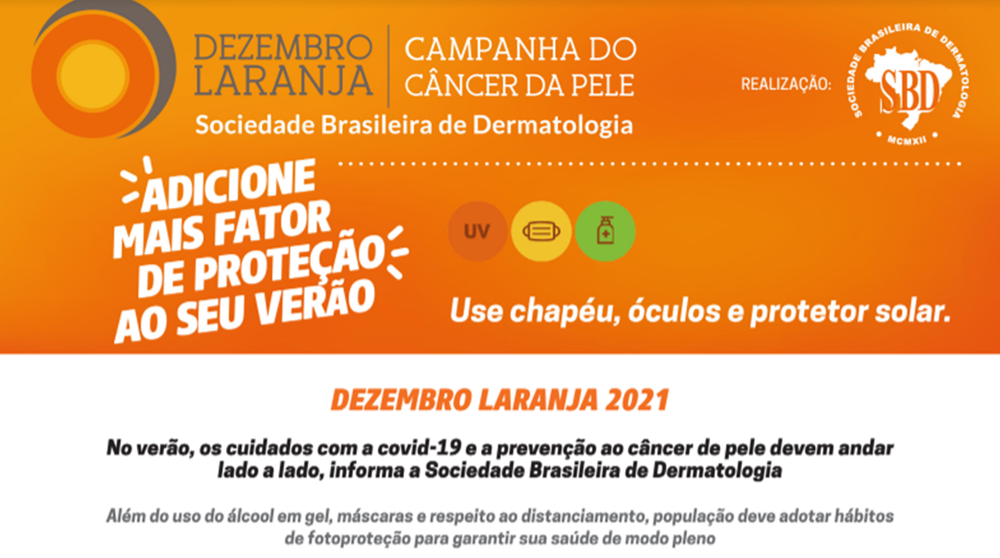 DEZEMBRO
LARANJA
CAMPANHA DO
CÂNCER DA PELE
Sociedade Brasileira de Dermatologia
REALIZAÇÃO:
SOCIEDADE BRASILEIRA DE DERMATOLOGIA
SBD
MCMXII
ADICIONE
MAIS FATOR
DE PROTEÇÃO
AO SEU VERÃO
UV
Use chapéu, óculos e protetor solar.
DEZEMBRO LARANJA 2021
No verão, os cuidados com a covid-19 e a prevenção ao câncer de pele devem andar
lado a lado, informa a Sociedade Brasileira de Dermatologia
Além do uso do álcool em gel, máscaras e respeito ao distanciamento, população deve adotar hábitos
de fotoproteção para garantir sua saúde de modo pleno